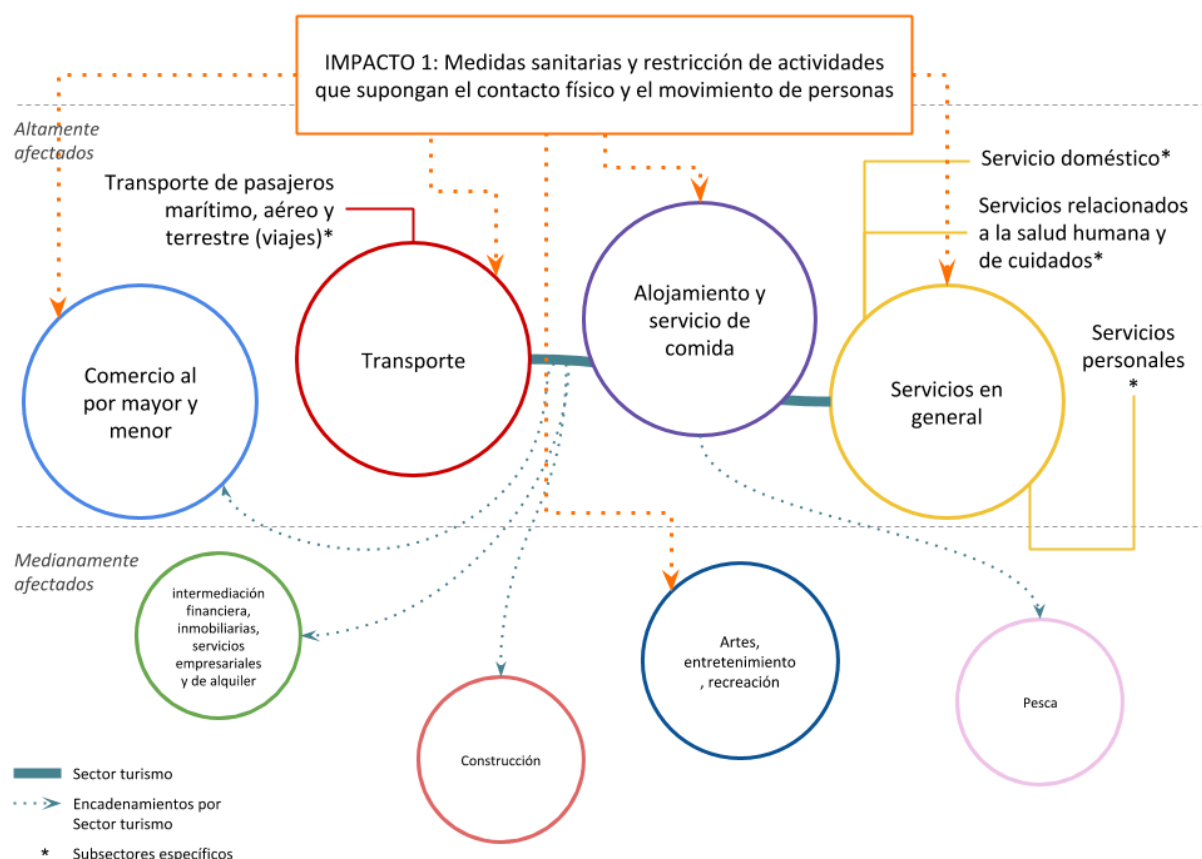 IMPACTO 1: Medidas sanitarias y restricción de actividades
que supongan el contacto físico y el movimiento de personas
Altamente
afectados
Transporte de pasajeros
marítimo, aéreo y
terrestre (viajes)*
Servicio doméstico*
Servicios relacionados
a la salud humana y
de cuidados*
Servicios
personales
*
Comercio al
por mayor y
menor
Transporte
Alojamiento y
servicio de
comida
Servicios en
general
Medianamente
afectados
intermediación
financiera,
inmobiliarias,
servicios
empresariales
y de alquiler
Construcción
Artes,
entretenimiento
, recreación
Pesca
Sector turismo
Encadenamientos por
Sector turismo
* Subsectores específicos